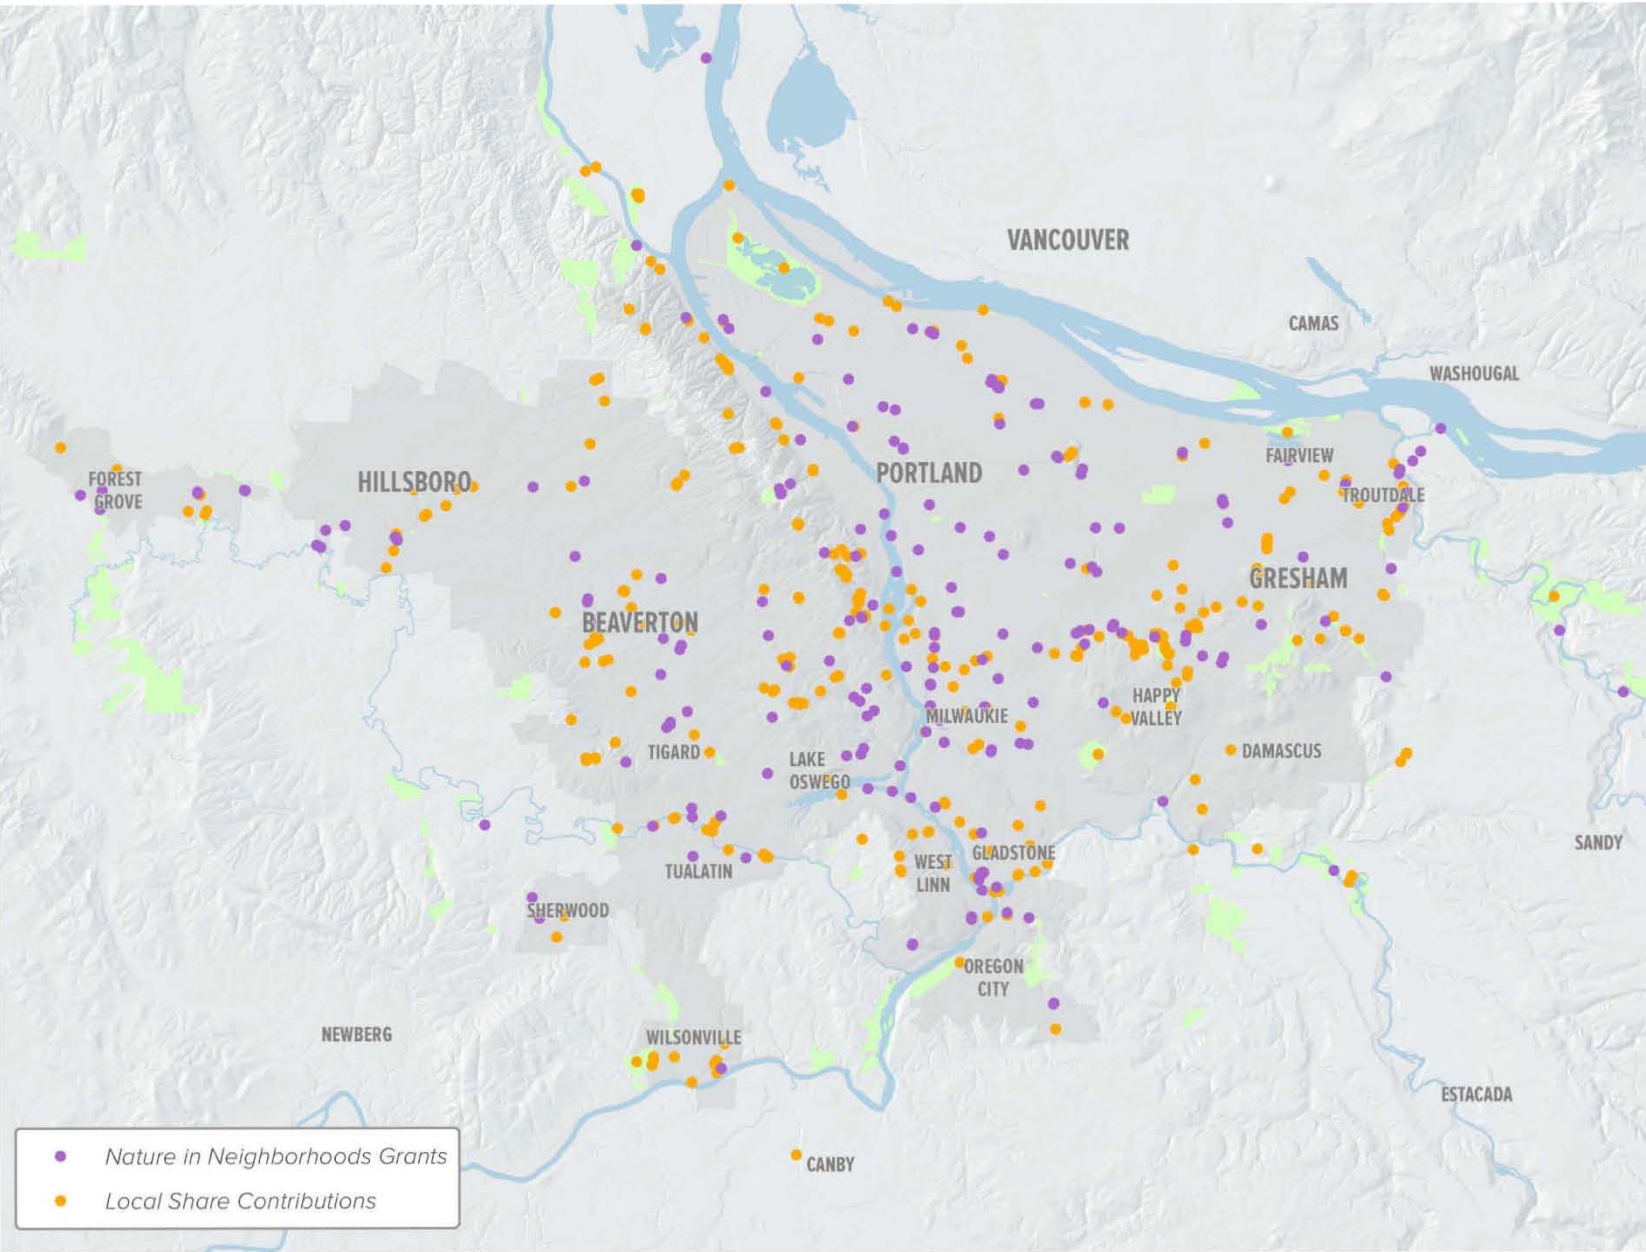 VANCOUVER
CAMAS
WASHOUGAL
FAIRVIEW
FOREST
GROVE
HILLSBORO
PORTLAND
TROUTDALE
GRESHAM
BEAVERTON
HAPPY
VALLEY
MILWAUKIE
TIGARD
LAKE
OSWEGO
DAMASCUS
TUALATIN
WEST
LINN
GLADSTONE
SANDY
SHERWOOD
OREGON
CITY
NEWBERG
WILSONVILLE
ESTACADA
CANBY
Nature in Neighborhoods Grants
Local Share Contributions